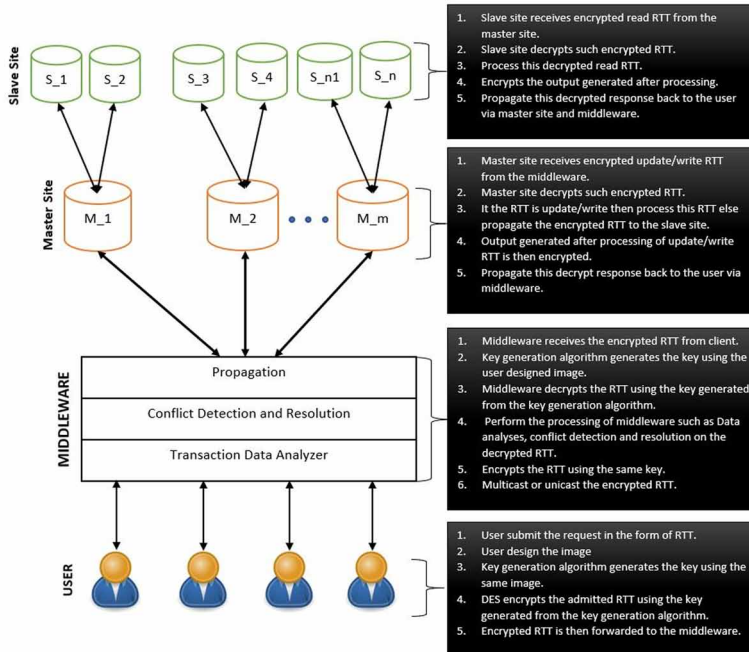 Slave Site
S_1
S_2
S_3
S_4
S_n1
S_n
1. Slave site receives encrypted read RTT from the
master site.
2. Slave site decrypts such encrypted RTT.
3. Process this decrypted read RTT.
4. Encrypts the output generated after processing.
5. Propagate this decrypted response back to the user
via master site and middleware.
Master Site
M_1
M_2
M_m
1. Master site receives encrypted update/write RTT
from the middleware.
2. Master site decrypts such encrypted RTT.
3. It the RTT is update/write then process this RTT else
propagate the encrypted RTT to the slave site.
4. Output generated after processing of update/write
RTT is then encrypted.
5. Propagate this decrypt response back to the user via
middleware.
MIDDLEWARE
Propagation
Conflict Detection and Resolution
Transaction Data Analyzer
1. Middleware receives the encrypted RTT from client.
2. Key generation algorithm generates the key using the
user designed image.
3. Middleware decrypts the RTT using the key generated
from the key generation algorithm.
4. Perform the processing of middleware such as Data
analyses, conflict detection and resolution on the
decrypted RTT.
5. Encrypts the RTT using the same key.
6. Multicast or unicast the encrypted RTT.
USER
1. User submit the request in the form of RTT.
2. User design the image
3. Key generation algorithm generates the key using the
same image.
4. DES encrypts the admitted RTT using the key
generated from the key generation algorithm.
5. Encrypted RTT is then forwarded to the middleware.